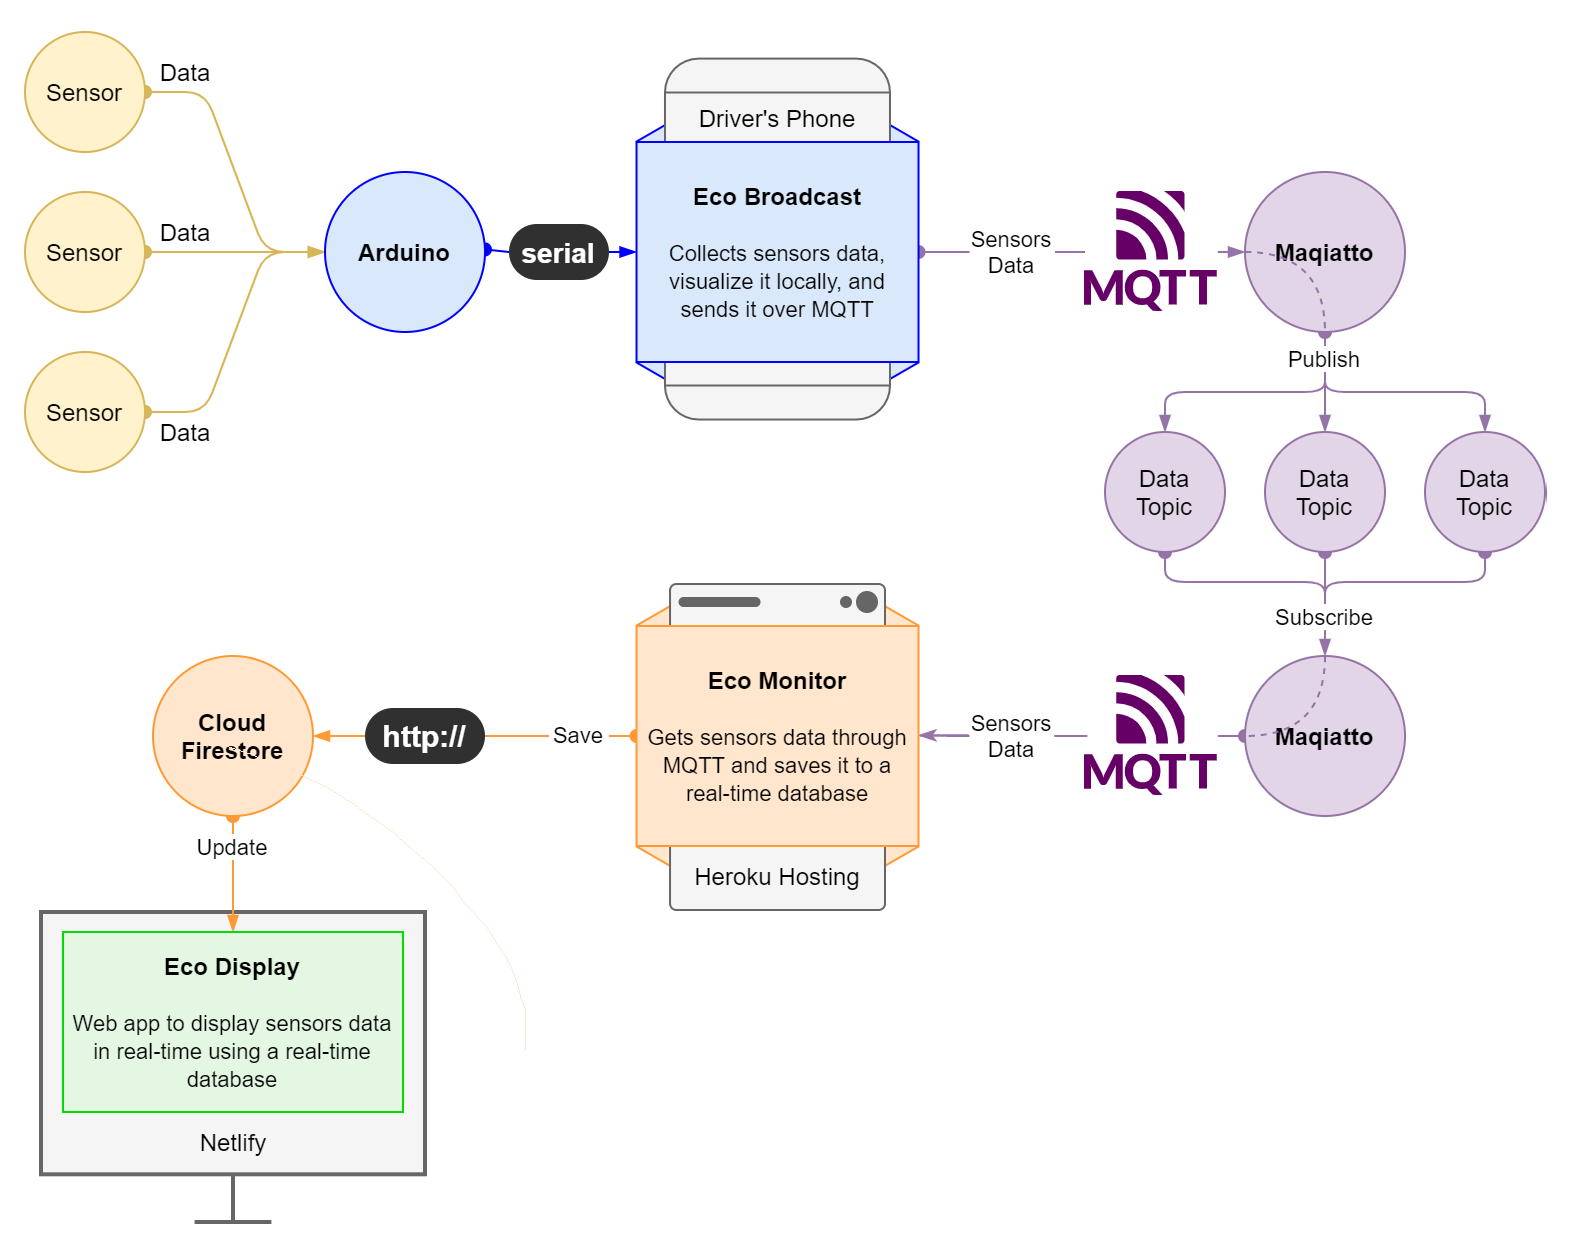 Sensor
Data
Sensor
Data
Sensor
Data
Arduino
serial
Driver's Phone
Eco Broadcast
Collects sensors data,
visualize it locally, and
sends it over MQTT
Sensors
Data
MQTT
Maqiatto
Publish
Data
Topic
Data
Topic
Data
Topic
Subscribe
Maqiatto
MQTT
Sensors
Data
Eco Monitor
Gets sensors data through
MQTT and saves it to a
real-time database
Heroku Hosting
Save
http://
Cloud
Firestore
Update
Eco Display
Web app to display sensors data
in real-time using a real-time
database
Netlify